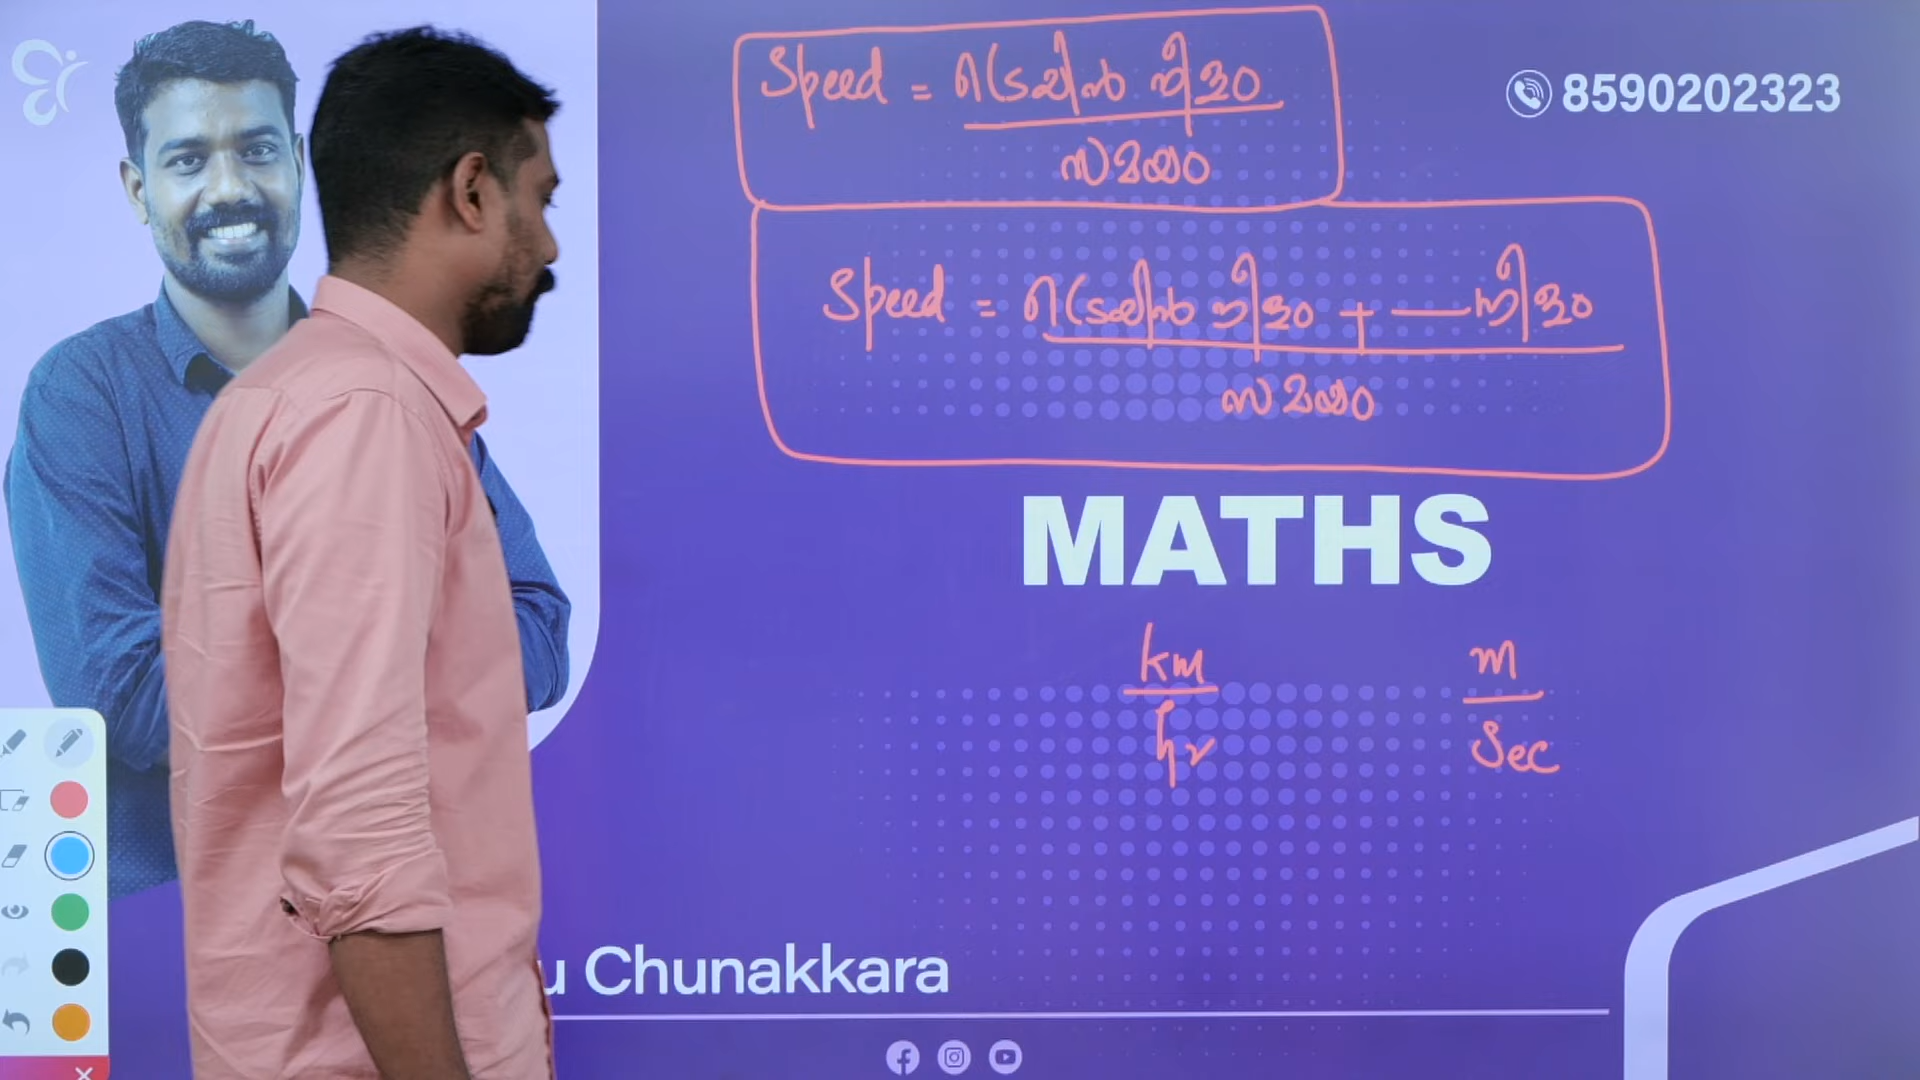 Speed = ട്രെയിൻ നീളം
സമയം
8590202323
Speed = ട്രെയിൻ നീളം + — നീളം
സമയം
MATHS
km m
hr Sec
u Chunakkara